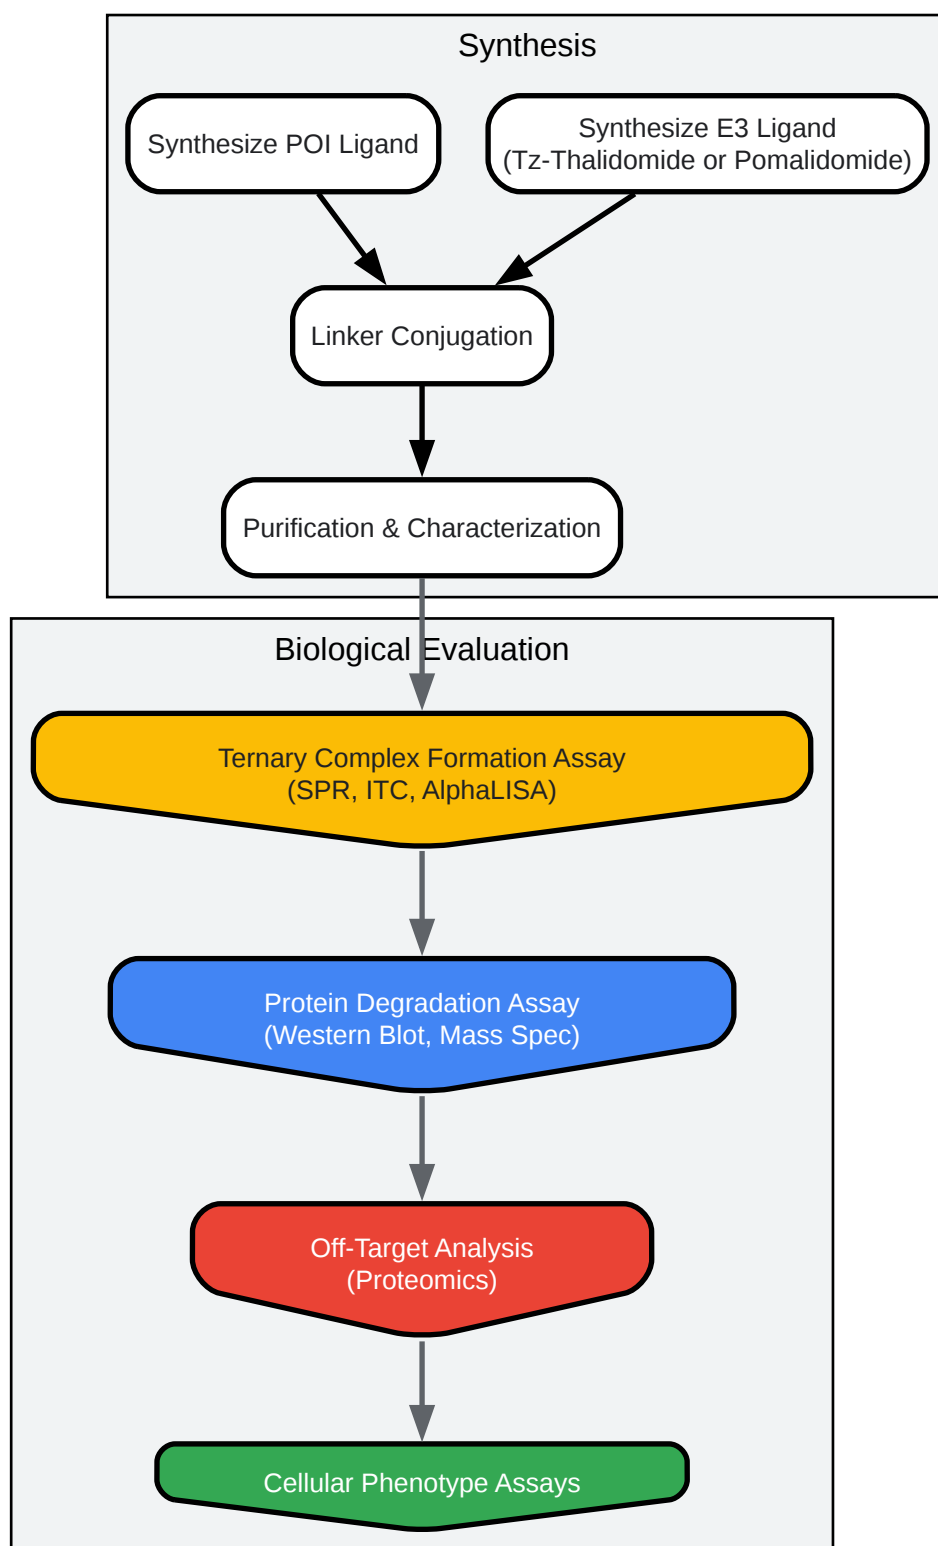 Synthesis
Synthesize POI Ligand
Synthesize E3 Ligand
(Tz-Thalidomide or Pomalidomide)
Linker Conjugation
Purification & Characterization
Biological Evaluation
Ternary Complex Formation Assay
(SPR, ITC, AlphaLISA)
Protein Degradation Assay
(Western Blot, Mass Spec)
Off-Target Analysis
(Proteomics)
Cellular Phenotype Assays